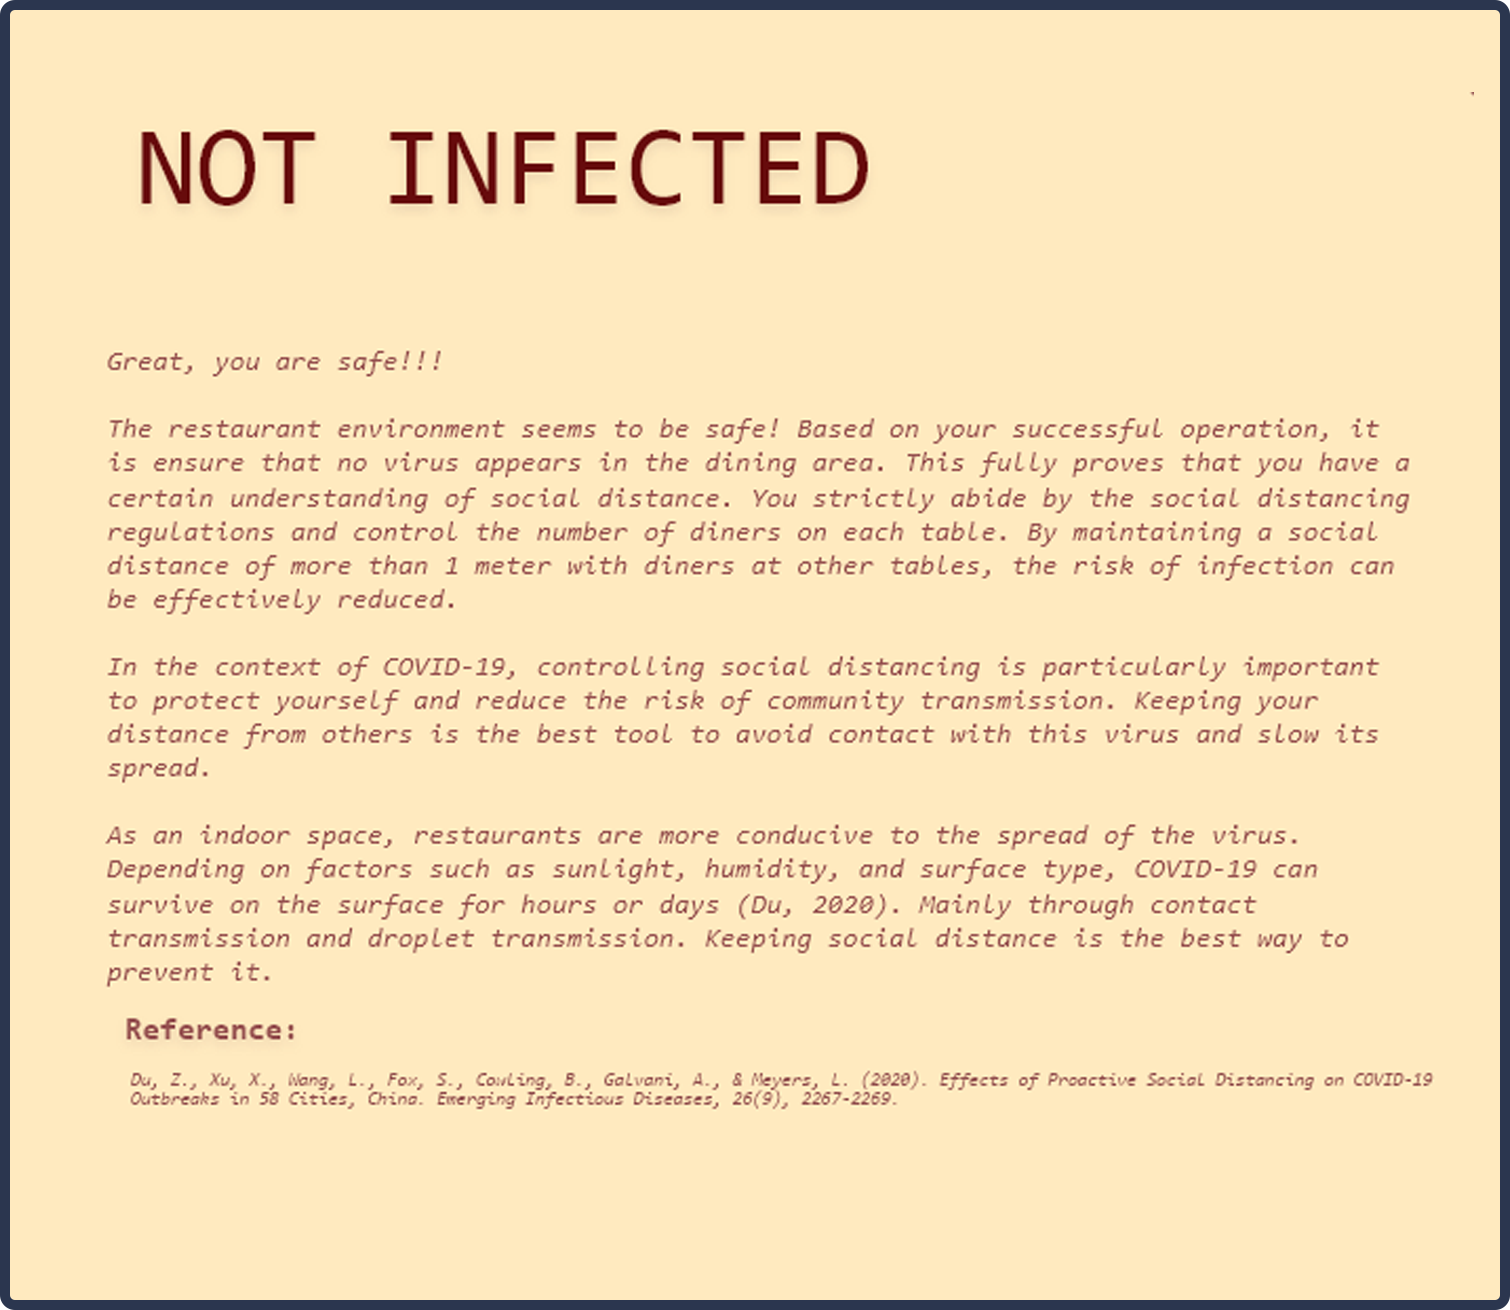 NOT INFECTED
Great, you are safe!!!
The restaurant environment seems to be safe! Based on your successful operation, it
is ensure that no virus appears in the dining area. This fully proves that you have a
certain understanding of social distance. You strictly abide by the social distancing
regulations and control the number of diners on each table. By maintaining a social
distance of more than 1 meter with diners at other tables, the risk of infection can
be effectively reduced.
In the context of COVID-19, controlling social distancing is particularly important
to protect yourself and reduce the risk of community transmission. Keeping your
distance from others is the best tool to avoid contact with this virus and slow its
spread.
As an indoor space, restaurants are more conducive to the spread of the virus.
Depending on factors such as sunlight, humidity, and surface type, COVID-19 can
survive on the surface for hours or days (Du, 2020). Mainly through contact
transmission and droplet transmission. Keeping social distance is the best way to
prevent it.
Reference:
Du, Z., Xu, X., Wang, L., Fox, S., Cowling, B., Galvani, A., & Meyers, L. (2020). Effects of Proactive Social Distancing on COVID-19
Outbreaks in 58 Cities, China. Emerging Infectious Diseases, 26(9), 2267-2269.